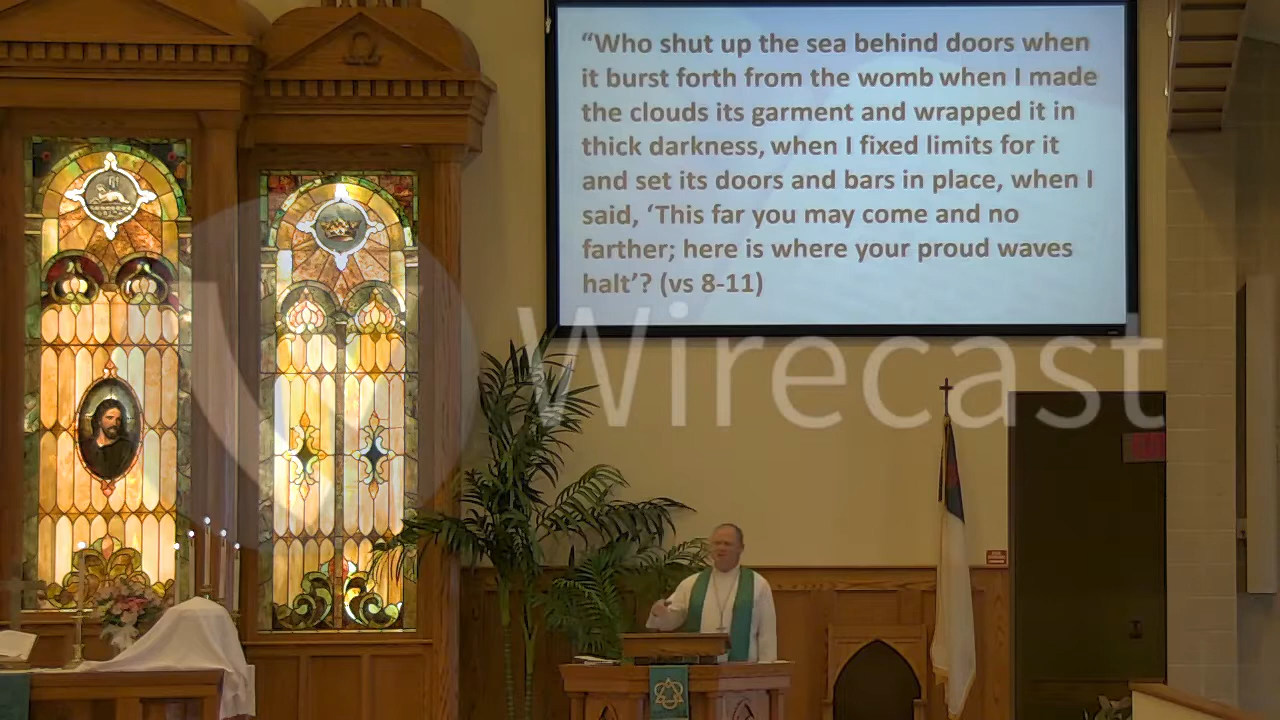 “Who shut up the sea behind doors when
it burst forth from the womb when I made
the clouds its garment and wrapped it in
thick darkness, when I fixed limits for it
and set its doors and bars in place, when I
said, ‘This far you may come and no
farther; here is where your proud waves
halt’? (vs 8-11)
Wirecast